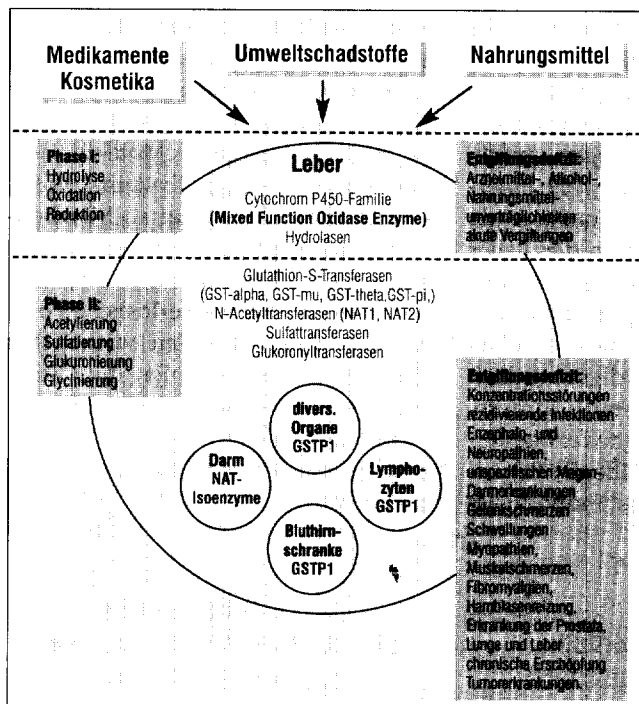 Medikamente
Kosmetika
Umweltschadstoffe
Nahrungsmittel
Phase I:
Hydrolyse
Oxidation
Reduktion
Leber
Cytochrom P450-Familie
(Mixed Function Oxidase Enzyme)
Hydrolasen
Entgiftungsdefizit:
Arzneimittel-, Alkohol-,
Nahrungsmittel-
unverträglichkeiten
akute Vergiftungen
Phase II:
Acetylierung
Sulfatierung
Glukuronierung
Glycinierung
Glutathion-S-Transferasen
(GST-alpha, GST-mu, GST-theta,GST-pi,)
N-Acetyltransferasen (NAT1, NAT2)
Sulfattransferasen
Glukoronyltransferasen
divers.
Organe
GSTP1
Darm
NAT-
Isoenzyme
Lympho-
zyten
GSTP1
Bluthirn-
schranke
GSTP1
Entgiftungsdefizit:
Konzentrationsstörungen
rezidivierende Infektionen
Enzephalo- und
Neuropathien,
unspezifischen Magen-
Darmerkrankungen
Gelenkschmerzen
Schwellungen
Myopathien,
Muskelschmerzen,
Fibromyalgien,
Harnblasenreizung,
Erkrankung der Prostata,
Lunge und Leber
chronische Erschöpfung
Tumorerkrankungen.